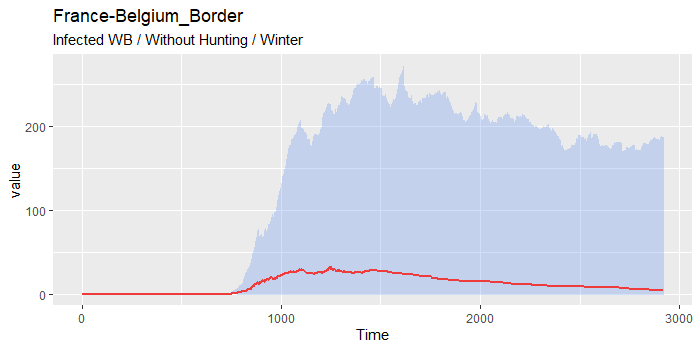 France-Belgium_Border
Infected WB / Without Hunting / Winter
value
200
100
0
0
1000
2000
3000
Time